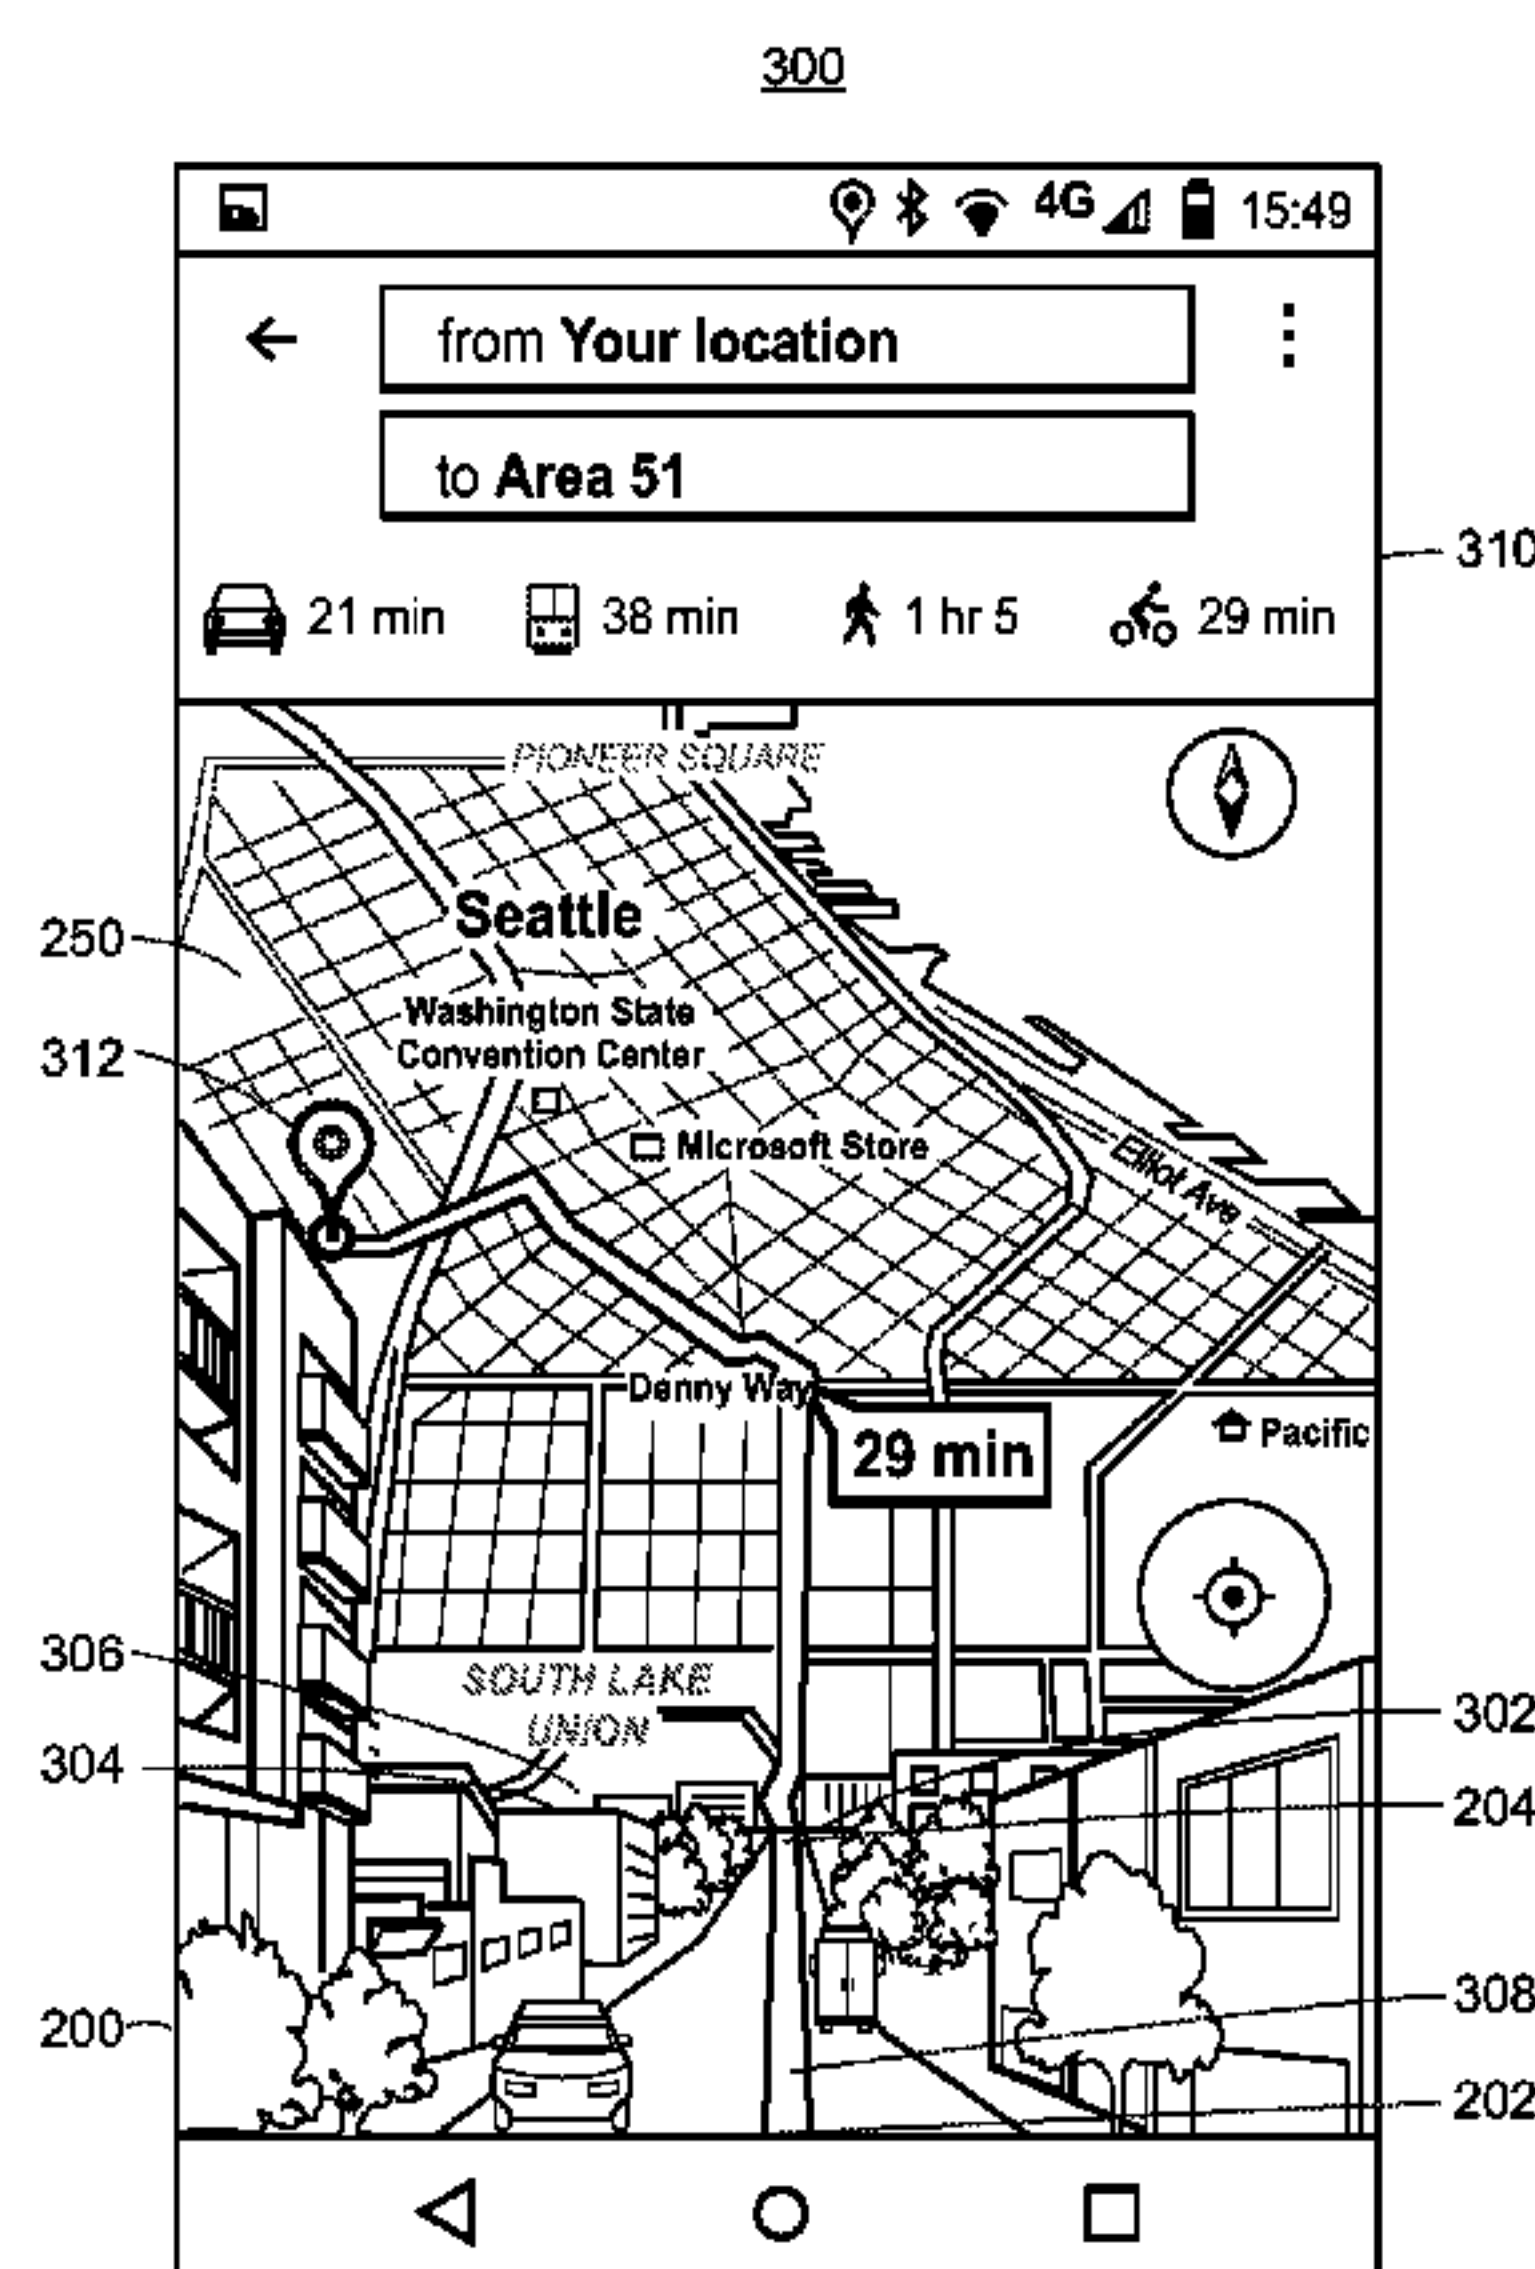 300
4G 15:49
from Your location
to Area 51
310
21 min 38 min 1 hr 5 29 min
PIONEER SQUARE
Seattle
250
Washington State
Convention Center
312
Microsoft Store
Elliot Ave
Denny Way
29 min
Pacific
306
SOUTH LAKE
UNION
302
304
204
308
200
202